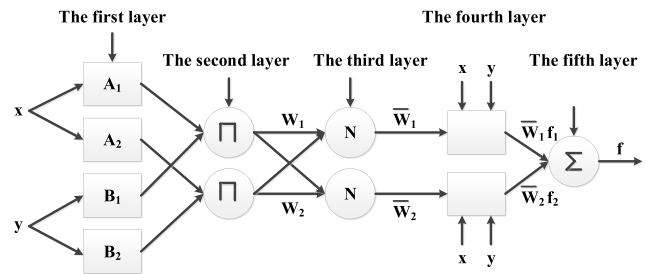 The first layer
The second layer
The third layer
The fourth layer
The fifth layer
x
y
A₁
A₂
B₁
B₂
∏
∏
W₁
W₂
N
N
W̅₁
W̅₂
x y
x y
W̅₁ f₁
W̅₂ f₂
Σ
f